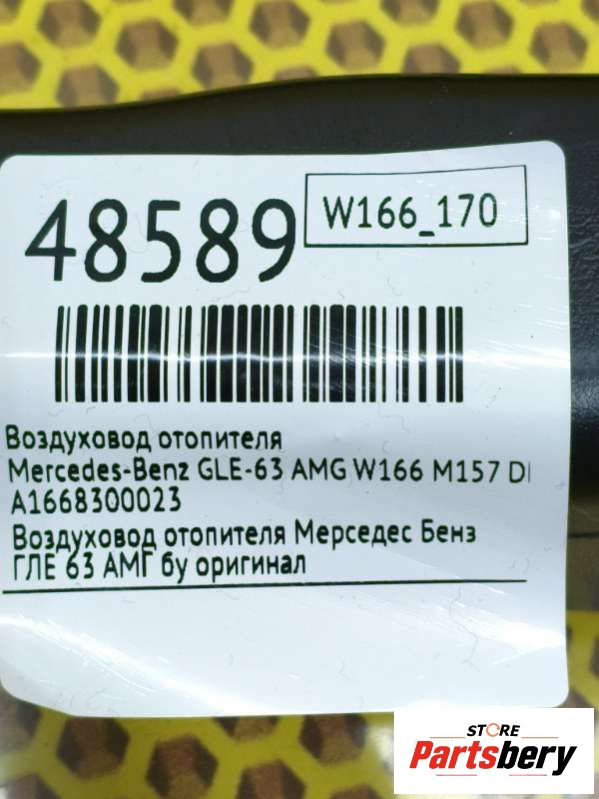 48589
W166_170
Воздуховод отопителя
Mercedes-Benz GLE-63 AMG W166 M157
A1668300023
Воздуховод отопителя Мерседес Бенз
ГЛЕ 63 АМГ бу оригинал
STORE
Partsbery